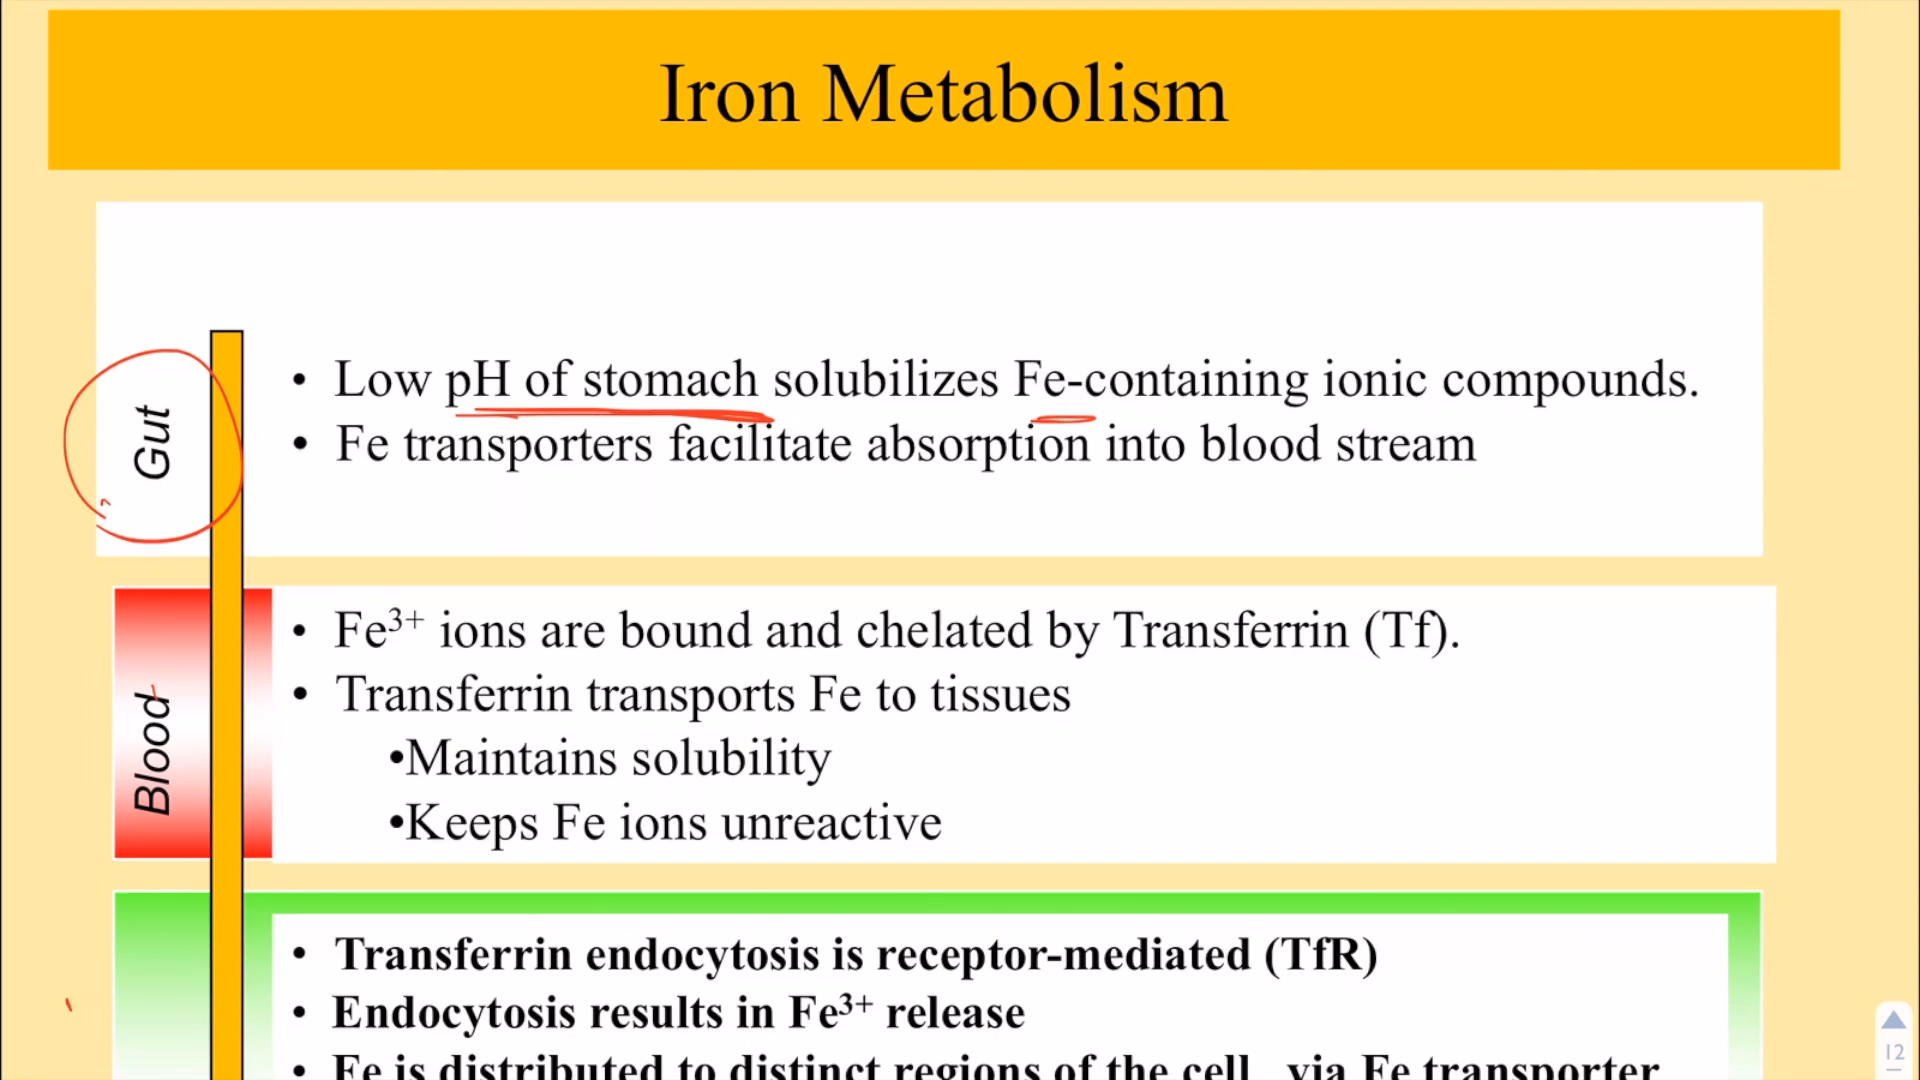 Iron Metabolism
Gut
• Low pH of stomach solubilizes Fe-containing ionic compounds.
• Fe transporters facilitate absorption into blood stream
Blood
• Fe³⁺ ions are bound and chelated by Transferrin (Tf).
• Transferrin transports Fe to tissues
•Maintains solubility
•Keeps Fe ions unreactive
• Transferrin endocytosis is receptor-mediated (TfR)
• Endocytosis results in Fe³⁺ release
• Fe is distributed to distinct regions of the cell via Fe transporter
12